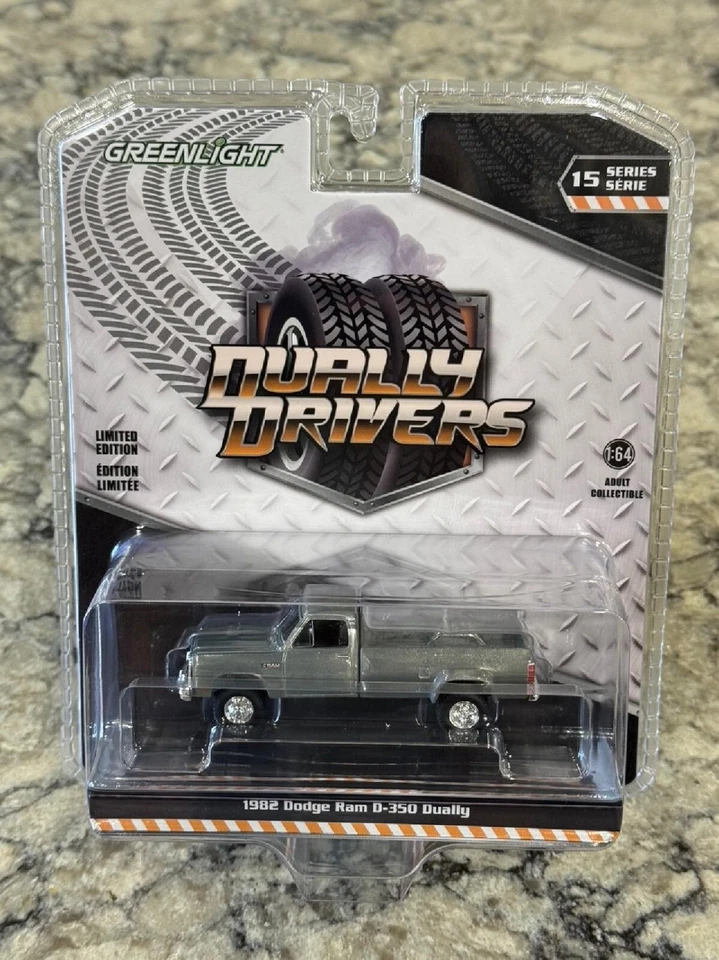 GREENLIGHT
15 SERIES
SÉRIE
DUALLY
DRIVERS
LIMITED
EDITION
ÉDITION
LIMITÉE
1:64
ADULT
COLLECTIBLE
RAM
1982 Dodge Ram D-350 Dually